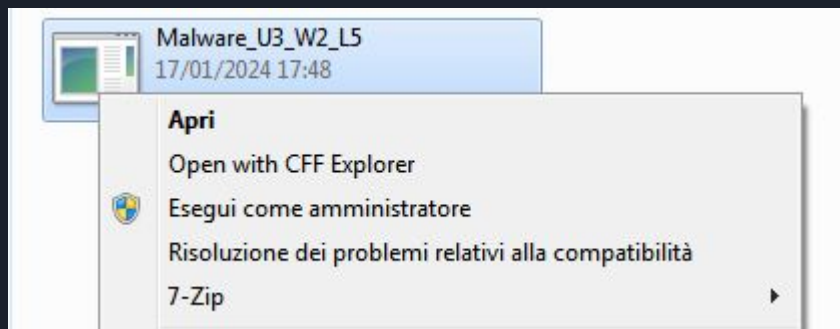 Malware_U3_W2_L5
17/01/2024 17:48
Apri
Open with CFF Explorer
Esegui come amministratore
Risoluzione dei problemi relativi alla compatibilità
7-Zip